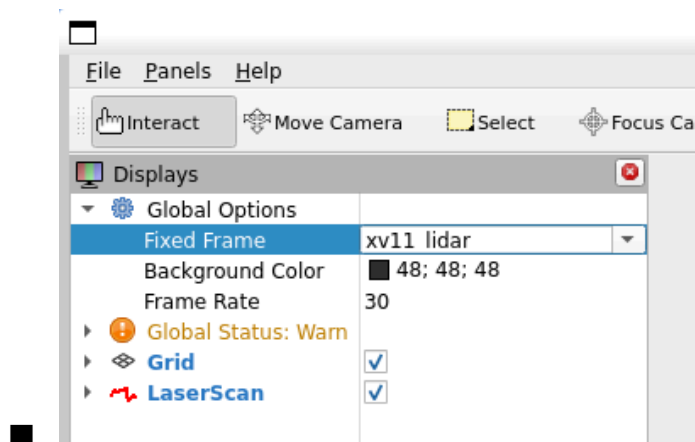 File Panels Help
Interact Move Camera Select Focus Ca
Displays
Global Options
Fixed Frame xv11_lidar
Background Color 48; 48; 48
Frame Rate 30
Global Status: Warn
Grid
LaserScan